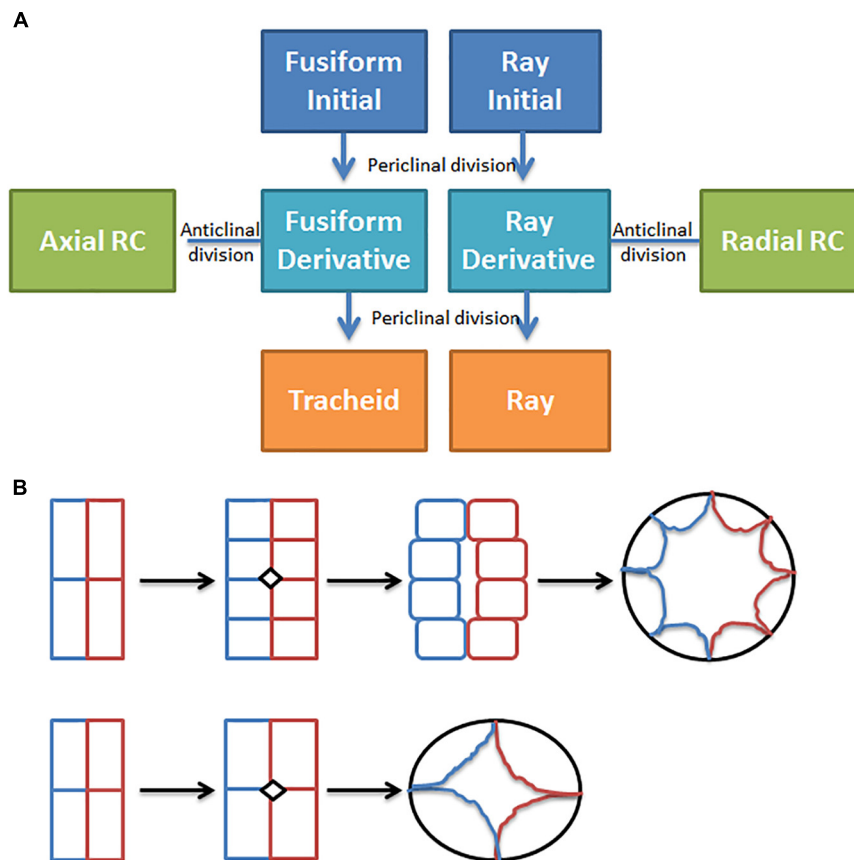 A
Fusiform
Initial
Ray
Initial
Periclinal division
Axial RC
Anticlinal
division
Fusiform
Derivative
Ray
Derivative
Anticlinal
division
Radial RC
Periclinal division
Tracheid
Ray
B